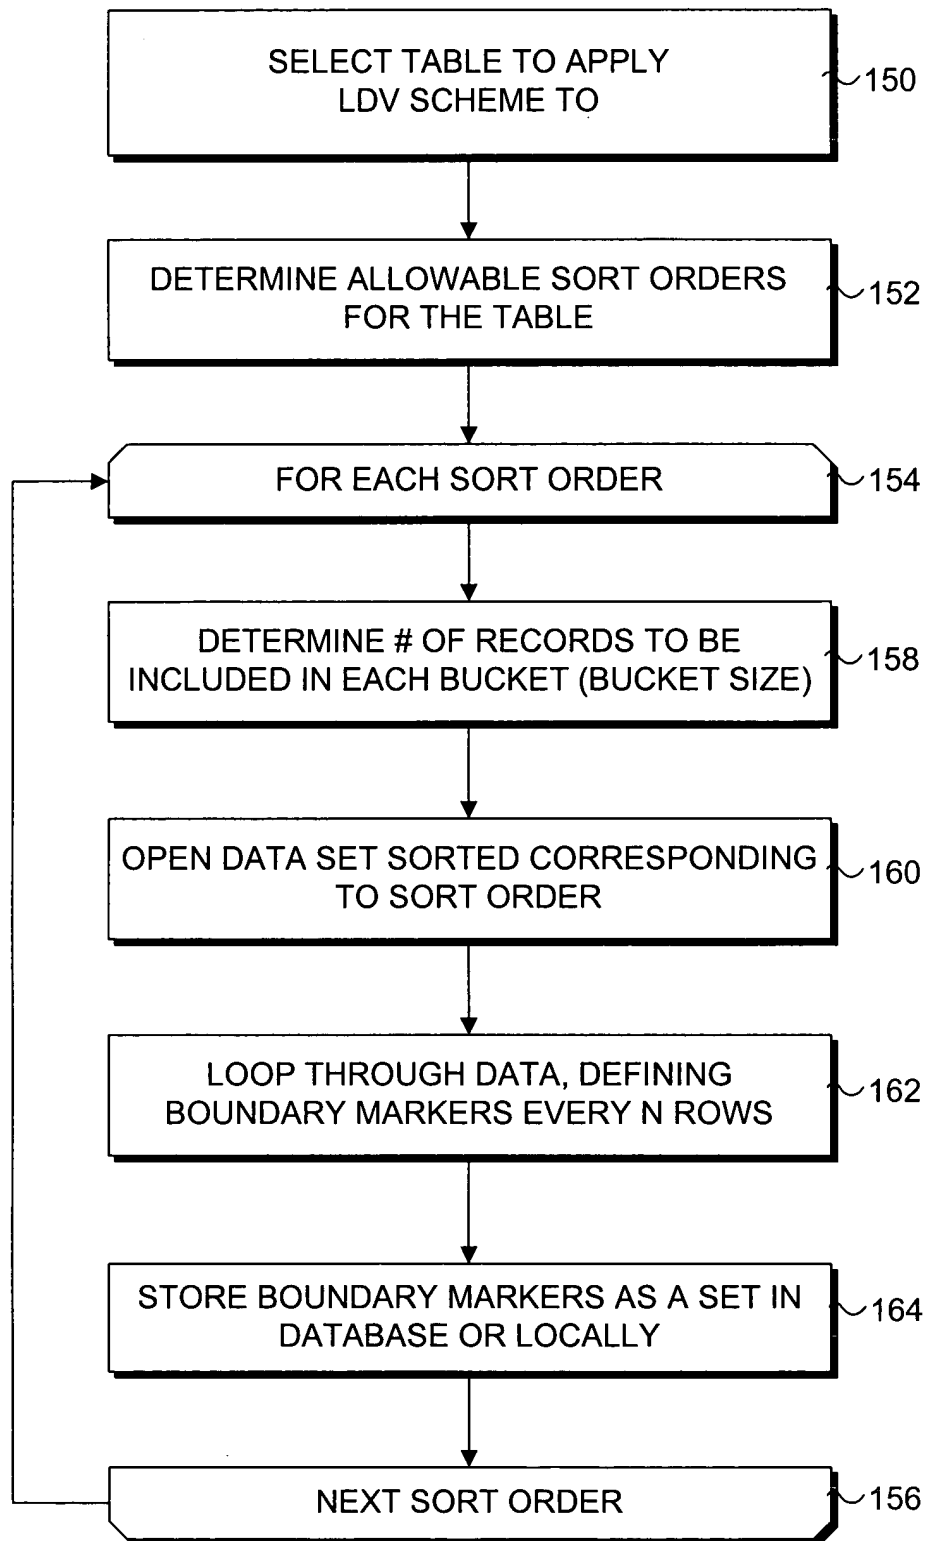 SELECT TABLE TO APPLY
LDV SCHEME TO
150
DETERMINE ALLOWABLE SORT ORDERS
FOR THE TABLE
152
FOR EACH SORT ORDER
154
DETERMINE # OF RECORDS TO BE
INCLUDED IN EACH BUCKET (BUCKET SIZE)
158
OPEN DATA SET SORTED CORRESPONDING
TO SORT ORDER
160
LOOP THROUGH DATA, DEFINING
BOUNDARY MARKERS EVERY N ROWS
162
STORE BOUNDARY MARKERS AS A SET IN
DATABASE OR LOCALLY
164
NEXT SORT ORDER
156